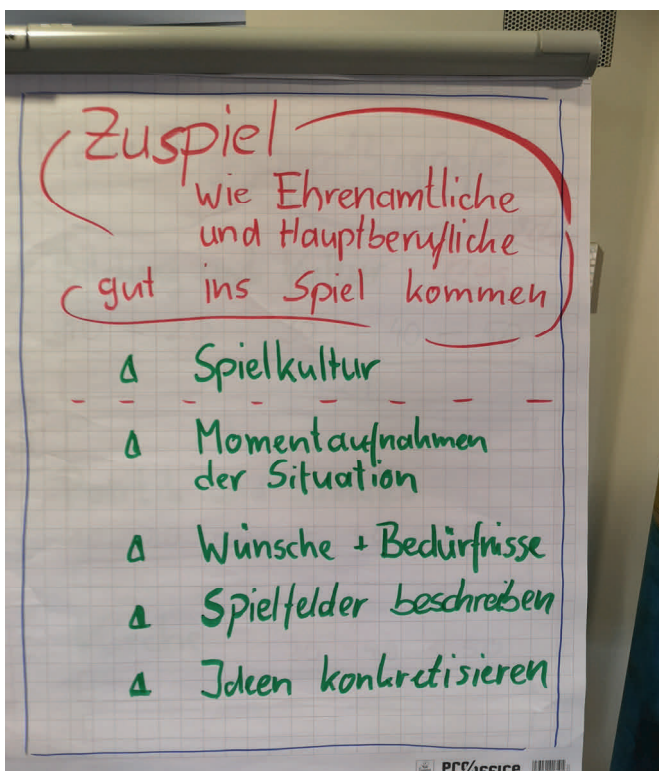 Zuspiel
wie Ehrenamtliche
und Hauptberufliche
gut ins Spiel kommen
Spielkultur
Momentaufnahmen
der Situation
Wünsche + Bedürfnisse
Spielfelder beschreiben
Ideen konkretisieren